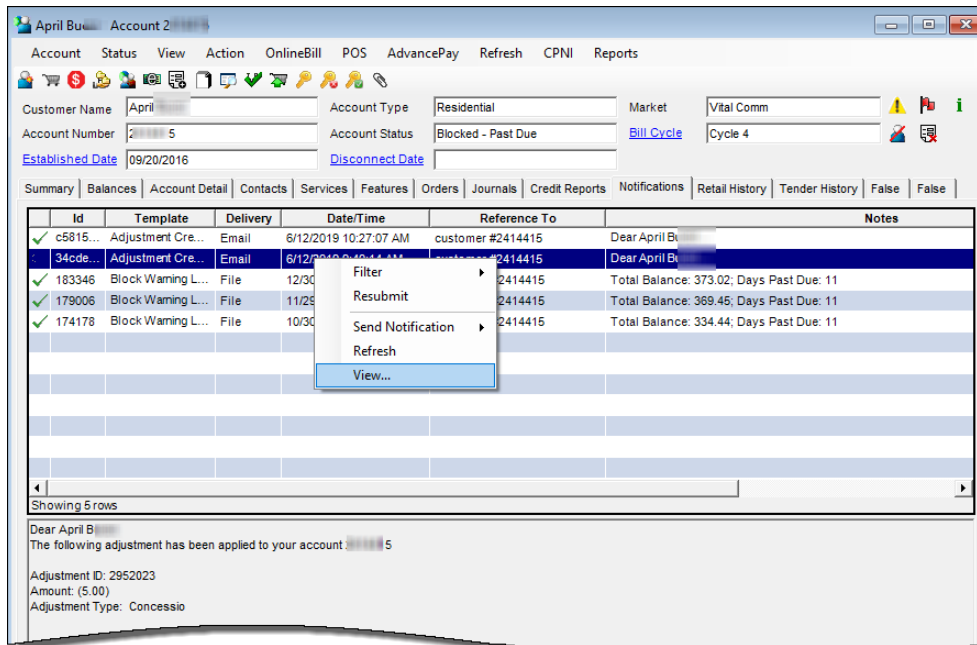 April Account 2
Account Status View Action OnlineBill POS AdvancePay Refresh CPNI Reports
Customer Name April Account Type Residential Market Vital Comm
Account Number 2 5 Account Status Blocked - Past Due Bill Cycle Cycle 4
Established Date 09/20/2016 Disconnect Date
Summary Balances Account Detail Contacts Services Features Orders Journals Credit Reports Notifications Retail History Tender History False False
Id Template Delivery Date/Time Reference To Notes
c5815... Adjustment Cre... Email 6/12/2019 10:27:07 AM customer #2414415 Dear April
34cde... Adjustment Cre... Email Dear April
183346 Block Warning L... File 12/30 2414415 Total Balance: 373.02; Days Past Due: 11
179006 Block Warning L... File 11/29 #2414415 Total Balance: 369.45; Days Past Due: 11
174178 Block Warning L... File 10/30 2414415 Total Balance: 334.44; Days Past Due: 11
Filter
Resubmit
Send Notification
Refresh
View...
Showing 5 rows
Dear April
The following adjustment has been applied to your account 5
Adjustment ID: 2952023
Amount: (5.00)
Adjustment Type: Concessio